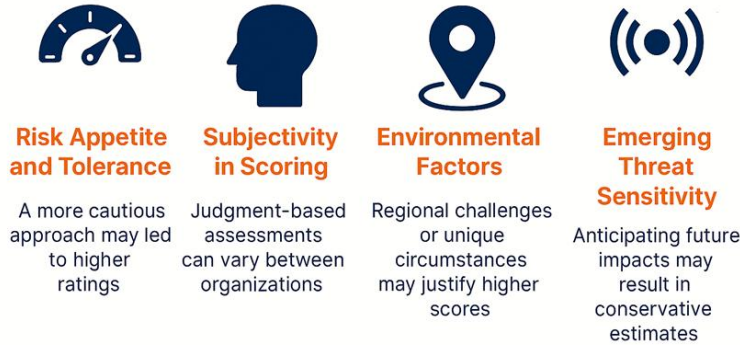 Risk Appetite
and Tolerance
A more cautious
approach may led
to higher
ratings
Subjectivity
in Scoring
Judgment-based
assessments
can vary between
organizations
Environmental
Factors
Regional challenges
or unique
circumstances
may justify higher
scores
Emerging
Threat
Sensitivity
Anticipating future
impacts may
result in
conservative
estimates